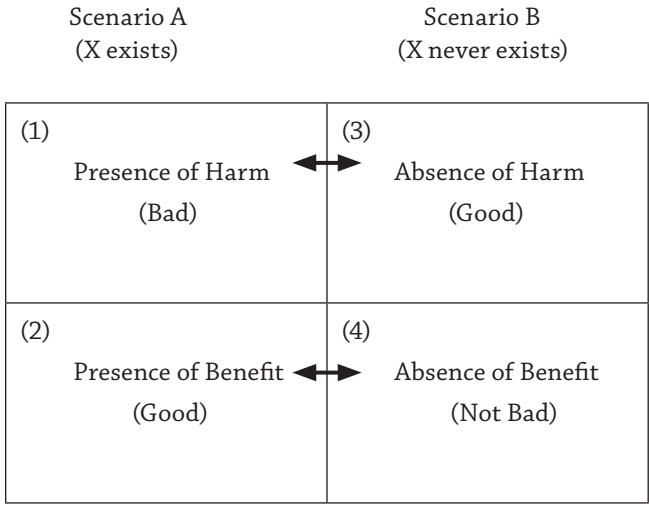 Scenario A
(X exists)
Scenario B
(X never exists)
(1)
Presence of Harm
(Bad)
(3)
Absence of Harm
(Good)
(2)
Presence of Benefit
(Good)
(4)
Absence of Benefit
(Not Bad)